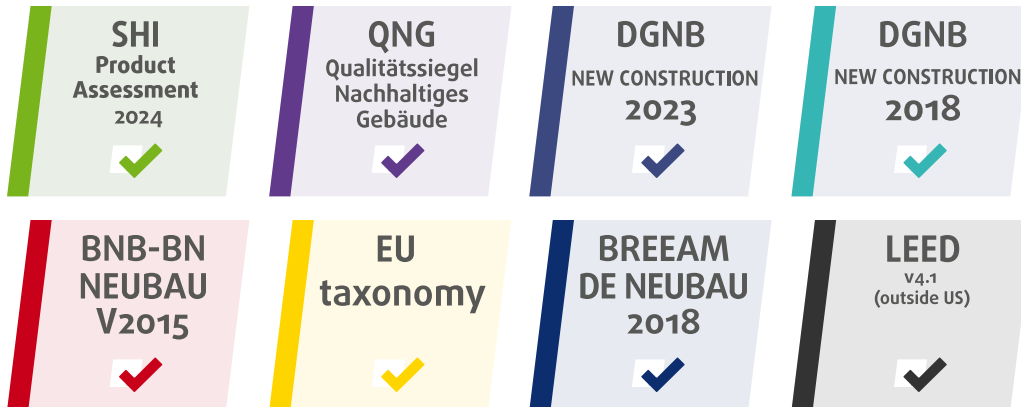 SHI
Product
Assessment
2024
QNG
Qualitätssiegel
Nachhaltiges
Gebäude
DGNB
NEW CONSTRUCTION
2023
DGNB
NEW CONSTRUCTION
2018
BNB-BN
NEUBAU
V2015
EU
taxonomy
BREEAM
DE NEUBAU
2018
LEED
v4.1
(outside US)